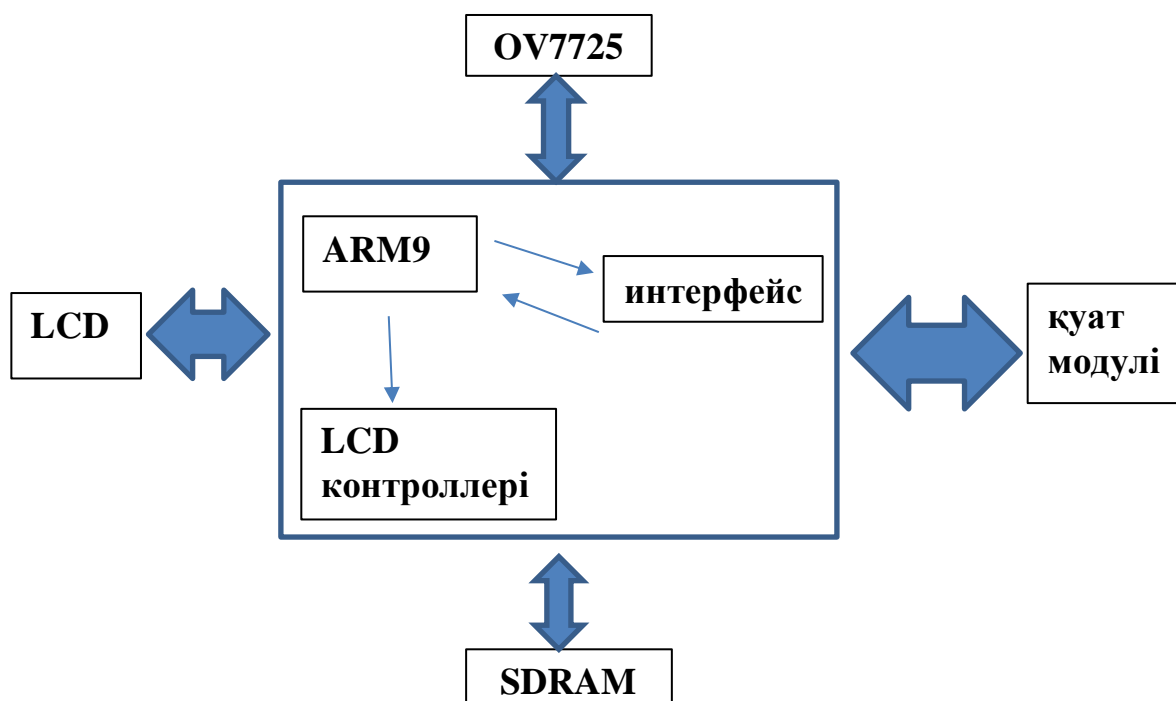 OV7725
ARM9
интерфейс
LCD
қуат
модулі
LCD
контроллері
SDRAM